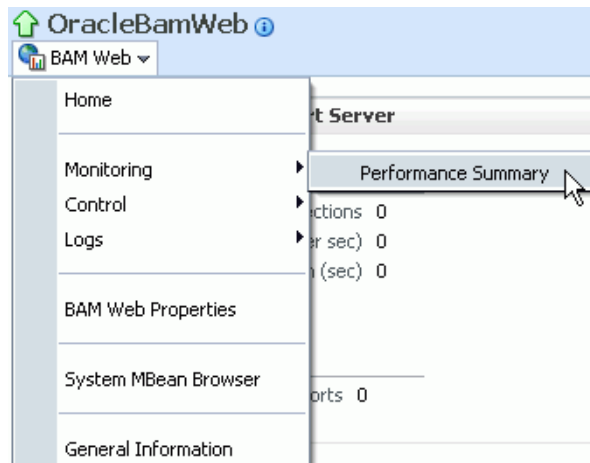 OracleBamWeb
BAM Web
Home
rt Server
Monitoring
Performance Summary
Control
ctions 0
Logs
er sec) 0
(sec) 0
BAM Web Properties
System MBean Browser
orts 0
General Information